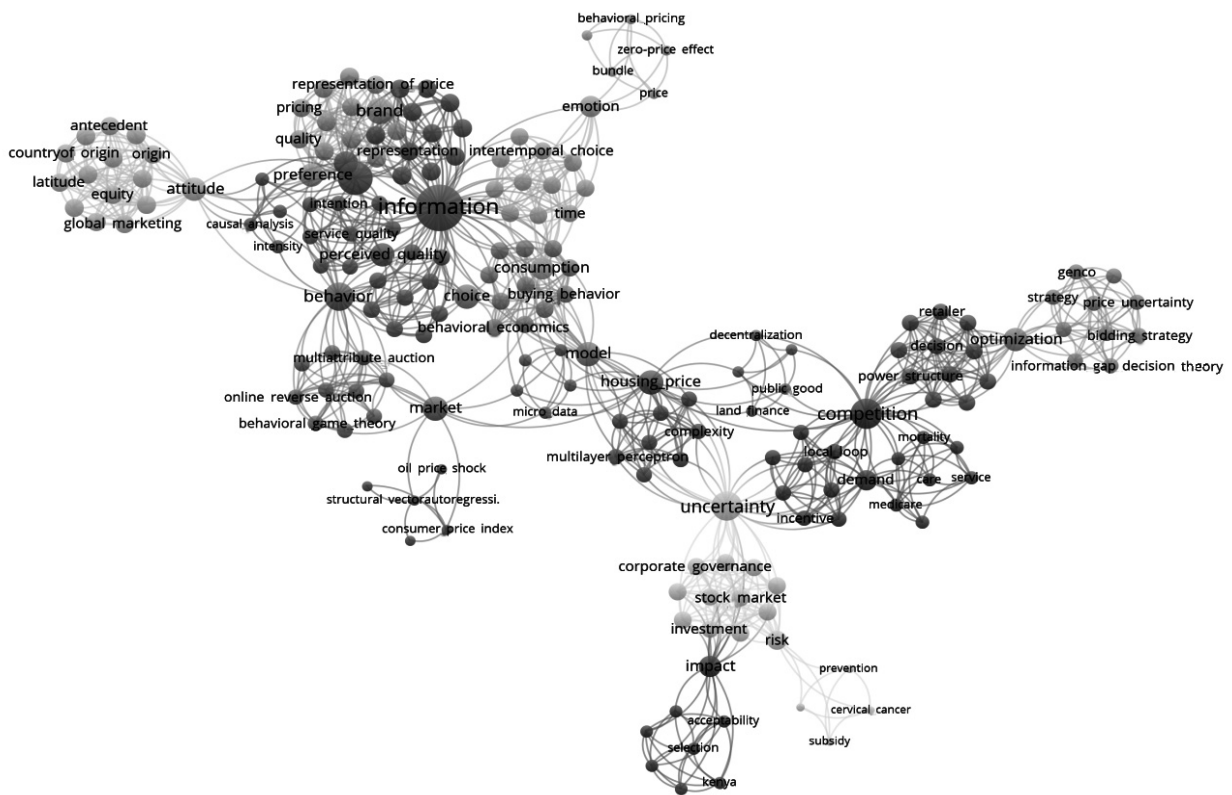 behavioral pricing
zero-price effect
bundle
price
emotion
representation of price
pricing
brand
quality
representation
intertemporal choice
antecedent
countryof origin
origin
latitude
equity
attitude
global marketing
preference
information
intention
time
causal analysis
service quality
intensity
perceived quality
consumption
behavior
choice
buying behavior
behavioral economics
genco
strategy
price uncertainty
retailer
bidding strategy
decision
optimization
information gap decision theory
power structure
decentralization
model
multiattribute auction
housing price
public good
online reverse auction
market
micro data
land finance
competition
behavioral game theory
complexity
mortality
local loop
multilayer perceptron
oil price shock
demand
care
service
structural vectorautoregressi.
medicare
uncertainty
incentive
consumer price index
corporate governance
stock market
investment
risk
impact
prevention
cervical cancer
acceptability
subsidy
selection
kenya